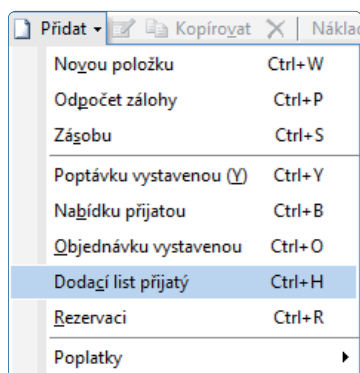 Přidat Kopírovat Náklad
Novou položku Ctrl+W
Odpočet zálohy Ctrl+P
Zásobu Ctrl+S
Poptávku vystavenou (Y) Ctrl+Y
Nabídku přijatou Ctrl+B
Objednávku vystavenou Ctrl+O
Dodací list přijatý Ctrl+H
Rezervaci Ctrl+R
Poplatky